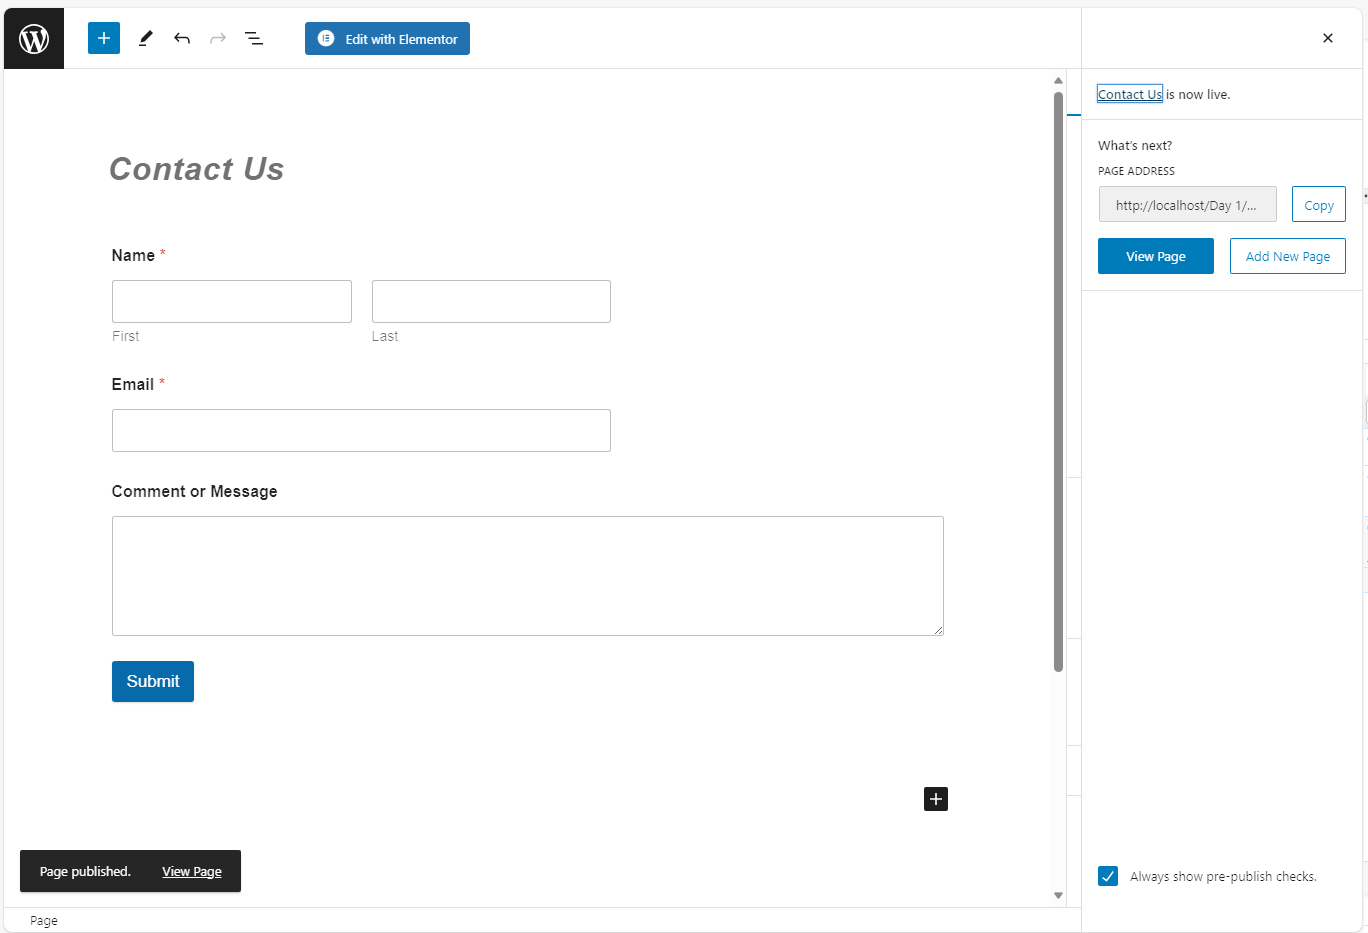 Edit with Elementor
Contact Us is now live.
What's next?
PAGE ADDRESS
http://localhost/Day 1/...
Copy
View Page
Add New Page
Contact Us
Name *
First
Last
Email *
Comment or Message
Submit
Page published.
View Page
Always show pre-publish checks.
Page